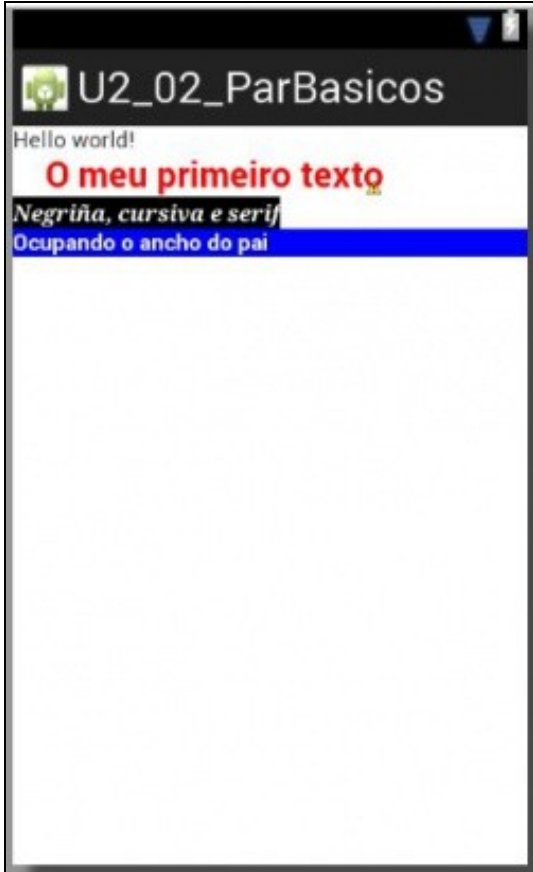 U2_02_ParBasicos
Hello world!
O meu primeiro texto
Negriña, cursiva e serif
Ocupando o ancho do pai